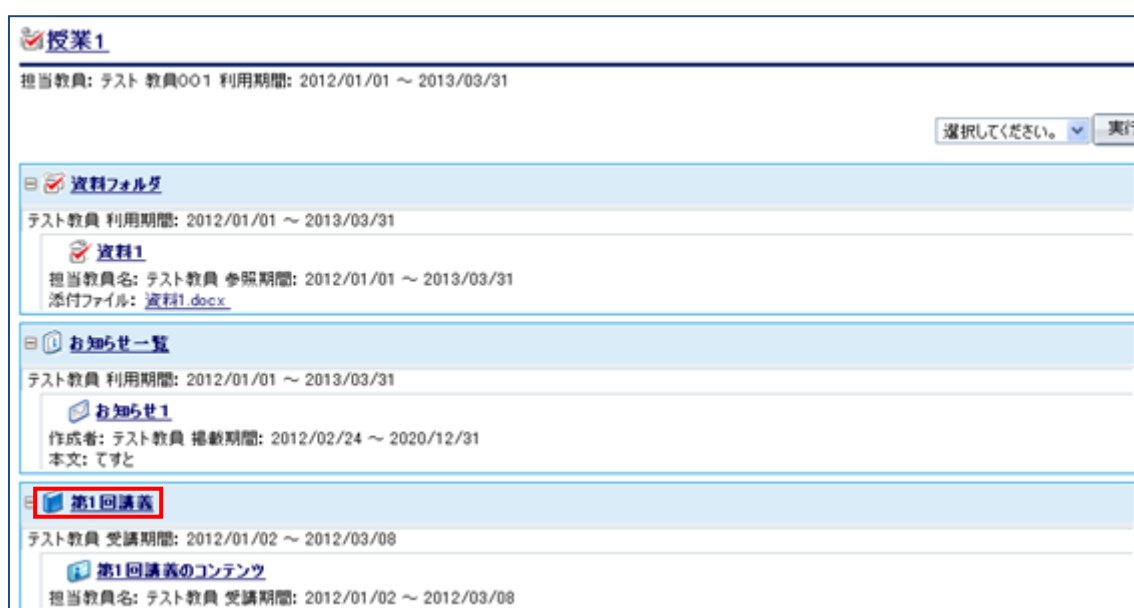 授業1
担当教員: テスト 教員001 利用期間: 2012/01/01 ～ 2013/03/31
選択してください。 実行
資料フォルダ
テスト教員 利用期間: 2012/01/01 ～ 2013/03/31
資料1
担当教員名: テスト教員 参照期間: 2012/01/01 ～ 2013/03/31
添付ファイル: 資料1.docx
お知らせ一覧
テスト教員 利用期間: 2012/01/01 ～ 2013/03/31
お知らせ1
作成者: テスト教員 掲載期間: 2012/02/24 ～ 2020/12/31
本文: てすと
第1回講義
テスト教員 受講期間: 2012/01/02 ～ 2012/03/08
第1回講義のコンテンツ
担当教員名: テスト教員 受講期間: 2012/01/02 ～ 2012/03/08